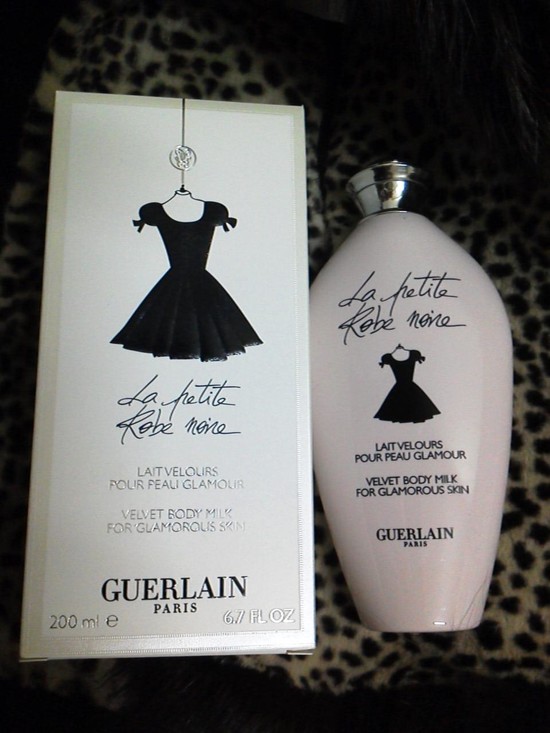 La petite
Robe noire
LAIT VELOURS
POUR PEAU GLAMOUR
VELVET BODY MILK
FOR GLAMOROUS SKIN
GUERLAIN
PARIS
200 ml e
6.7 FL.OZ
La petite
Robe noire
LAIT VELOURS
POUR PEAU GLAMOUR
VELVET BODY MILK
FOR GLAMOROUS SKIN
GUERLAIN
PARIS